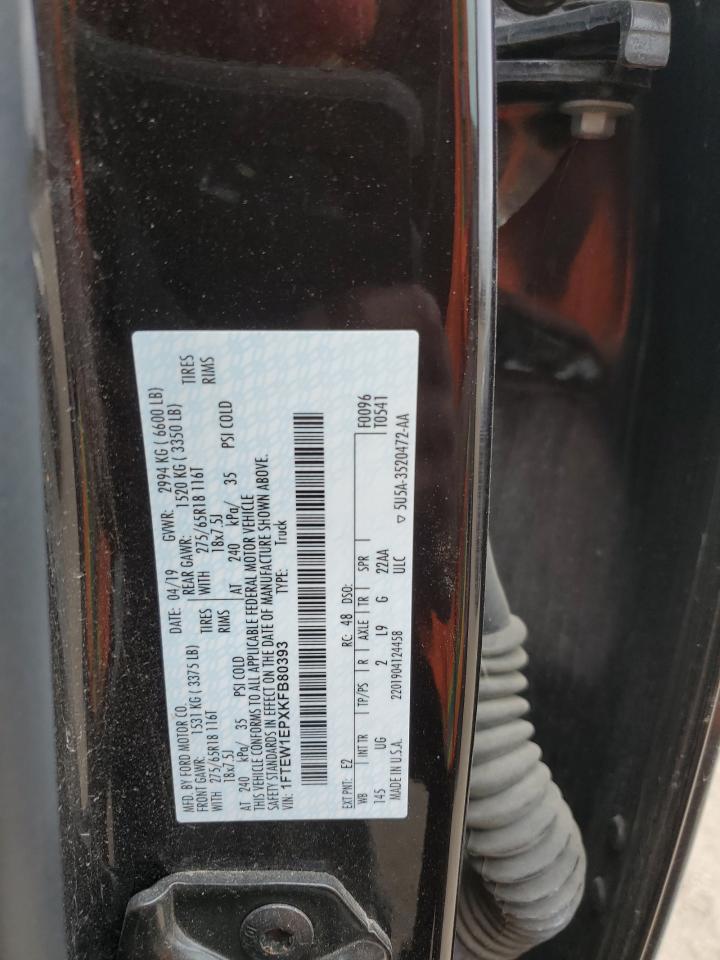 MFD. BY FORD MOTOR CO. DATE: 04/19 GVWR: 2994 KG ( 6600 LB)
FRONT GAWR: 1531 KG ( 3375 LB) REAR GAWR: 1520 KG ( 3350 LB)
WITH 275/65R18 116T TIRES WITH 275/65R18 116T TIRES
18x7.5J RIMS 18x7.5J RIMS
AT 240 kPa/ 35 PSI COLD AT 240 kPa/ 35 PSI COLD
THIS VEHICLE CONFORMS TO ALL APPLICABLE FEDERAL MOTOR VEHICLE
SAFETY STANDARDS IN EFFECT ON THE DATE OF MANUFACTURE SHOWN ABOVE.
VIN: 1FTEW1EPXKFB80393 TYPE: Truck
EXT PNT: E2 RC: 48 DSO: F0096
WB INT TR TP/PS R AXLE TR SPR T0541
145 UG 2 L9 G 22AA
MADE IN U.S.A. 2201904124458 ULC ▽ 5U5A-3520472-AA